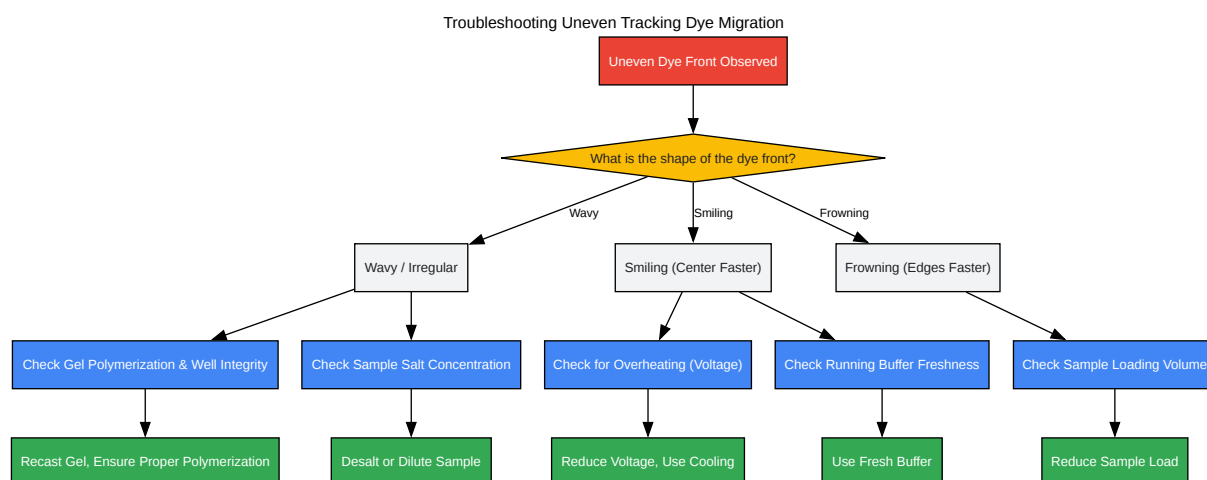 Troubleshooting Uneven Tracking Dye Migration
Uneven Dye Front Observed
What is the shape of the dye front?
Wavy
Smiling
Frowning
Wavy / Irregular
Smiling (Center Faster)
Frowning (Edges Faster)
Check Gel Polymerization & Well Integrity
Check Sample Salt Concentration
Check for Overheating (Voltage)
Check Running Buffer Freshness
Check Sample Loading Volume
Recast Gel, Ensure Proper Polymerization
Desalt or Dilute Sample
Reduce Voltage, Use Cooling
Use Fresh Buffer
Reduce Sample Load